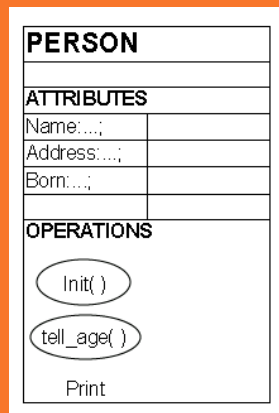 PERSON
ATTRIBUTES
Name:...;
Address:...;
Born:...;
OPERATIONS
Init( )
tell_age( )
Print